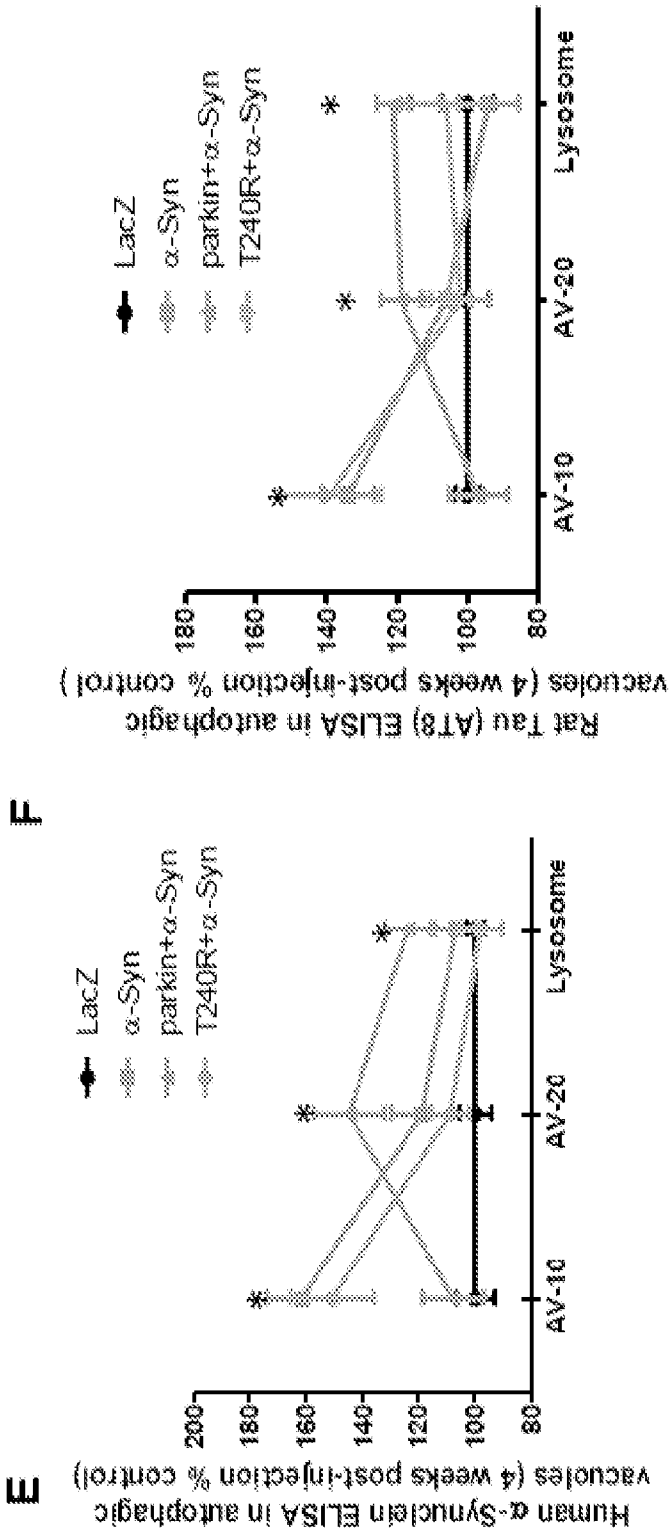 E
Human α-Synuclein ELISA in autophagic
vacuoles (4 weeks post-injection % control)
200
180
160
140
120
100
80
LacZ
α-Syn
parkin+α-Syn
T240R+α-Syn
*
*
*
AV-10
AV-20
Lysosome
F
Rat Tau (AT8) ELISA in autophagic
vacuoles (4 weeks post-injection % control)
180
160
140
120
100
80
LacZ
α-Syn
parkin+α-Syn
T240R+α-Syn
*
*
*
AV-10
AV-20
Lysosome